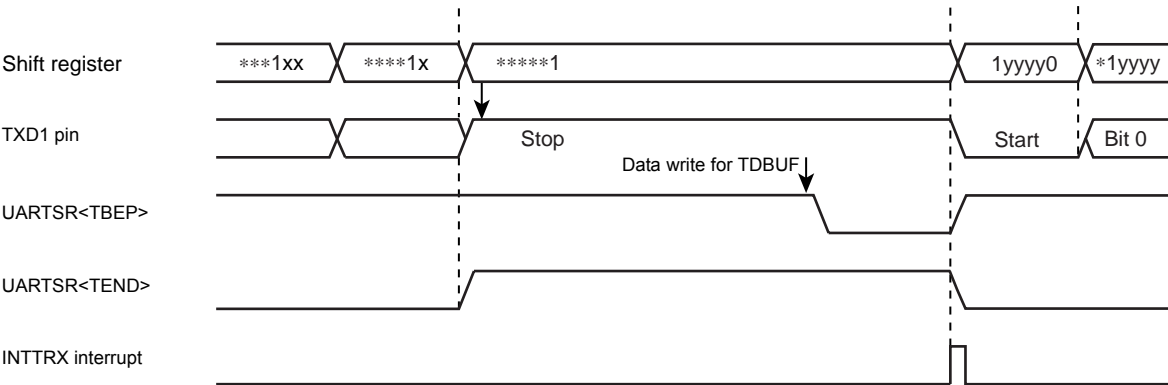 Shift register ***1xx ****1x *****1 1yyyy0 *1yyyy
TXD1 pin Stop Start Bit 0
Data write for TDBUF
UARTSR<TBEP>
UARTSR<TEND>
INTTRX interrupt